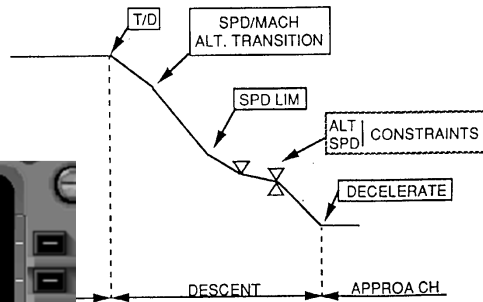 T/D
SPD/MACH
ALT. TRANSITION
SPD LIM
ALT
SPD
CONSTRAINTS
DECELERATE
DESCENT
APPROA CH